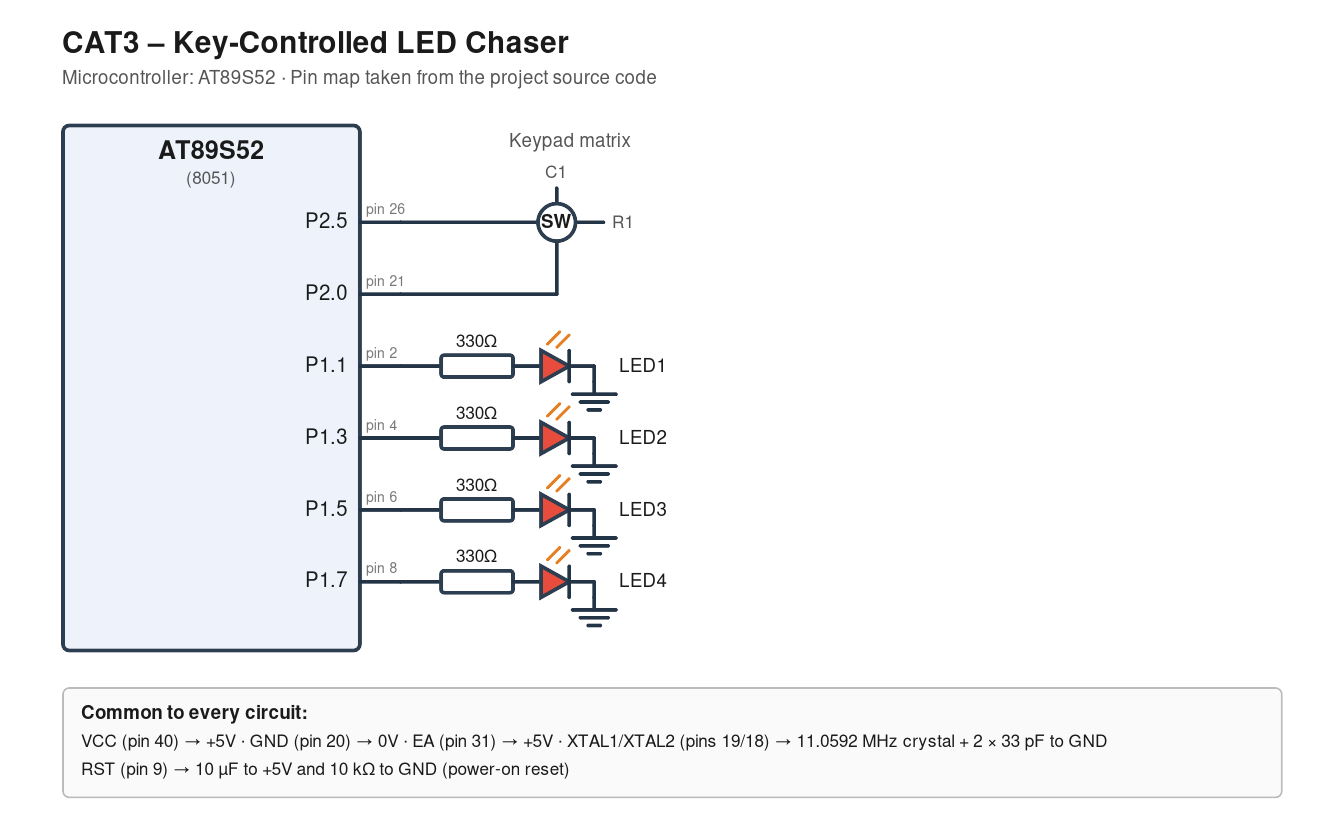 CAT3 – Key-Controlled LED Chaser
Microcontroller: AT89S52 · Pin map taken from the project source code
AT89S52
(8051)
Keypad matrix
C1
P2.5
pin 26
SW
R1
P2.0
pin 21
P1.1
pin 2
330Ω
LED1
P1.3
pin 4
330Ω
LED2
P1.5
pin 6
330Ω
LED3
P1.7
pin 8
330Ω
LED4
Common to every circuit:
VCC (pin 40) → +5V · GND (pin 20) → 0V · EA (pin 31) → +5V · XTAL1/XTAL2 (pins 19/18) → 11.0592 MHz crystal + 2 × 33 pF to GND
RST (pin 9) → 10 µF to +5V and 10 kΩ to GND (power-on reset)